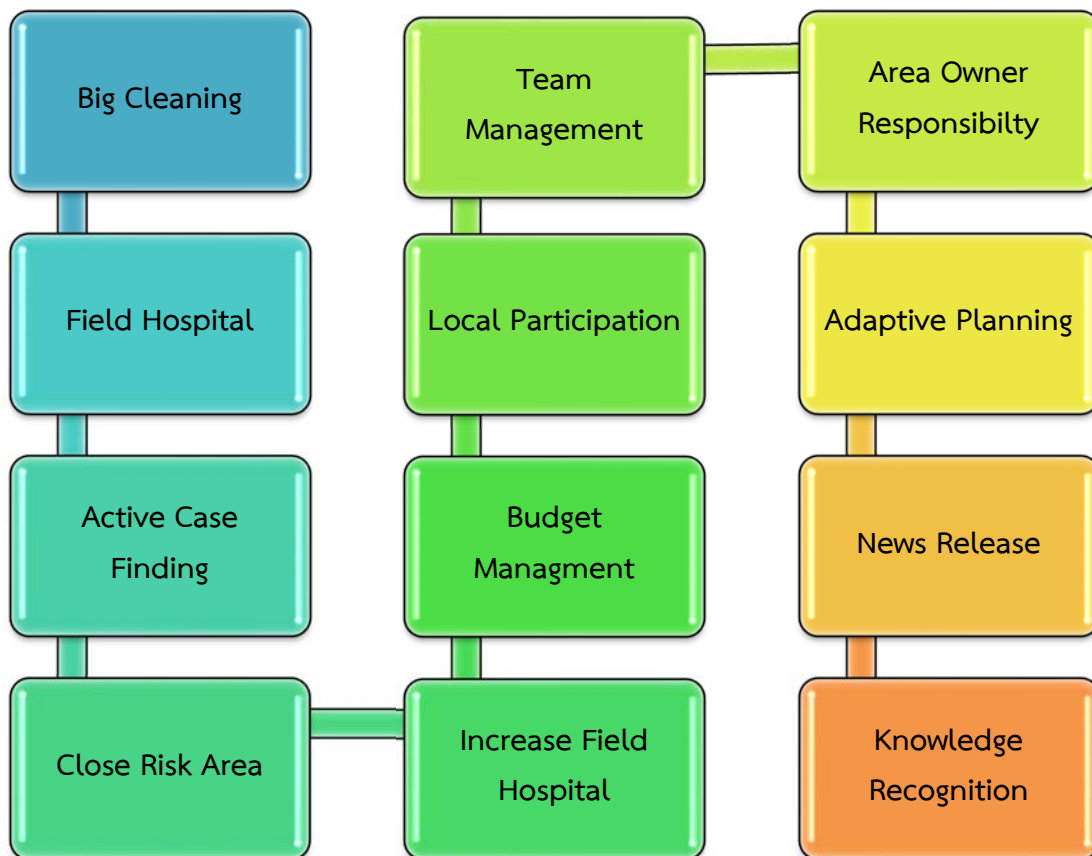 Big Cleaning
Field Hospital
Active Case
Finding
Close Risk Area
Increase Field
Hospital
Budget
Managment
Local Participation
Team
Management
Area Owner
Responsibilty
Adaptive Planning
News Release
Knowledge
Recognition